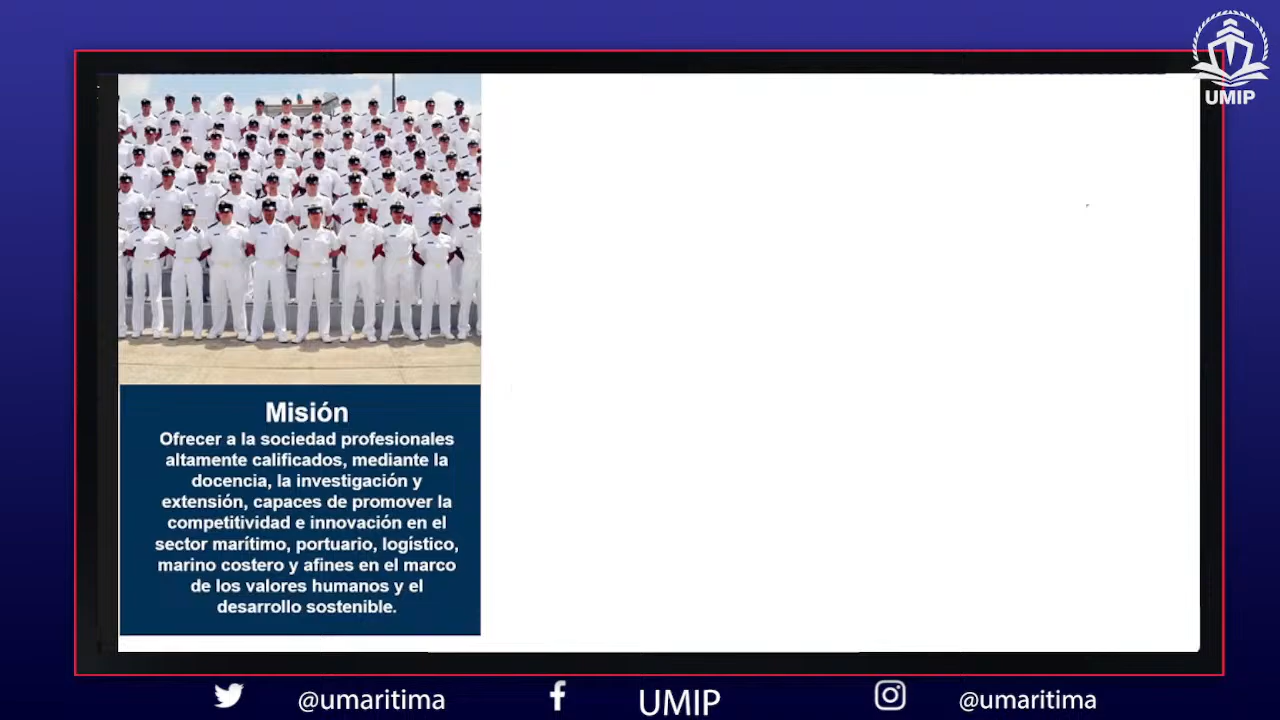 UMIP
Misión
Ofrecer a la sociedad profesionales
altamente calificados, mediante la
docencia, la investigación y
extensión, capaces de promover la
competitividad e innovación en el
sector marítimo, portuario, logístico,
marino costero y afines en el marco
de los valores humanos y el
desarrollo sostenible.
@umaritima
UMIP
@umaritima